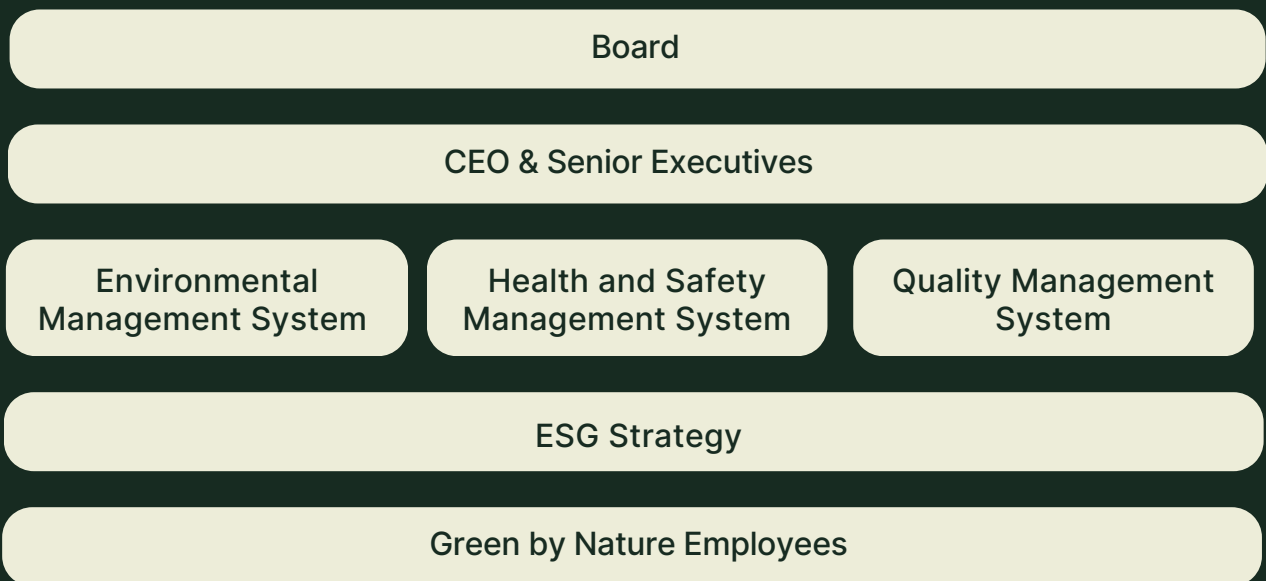 Board
CEO & Senior Executives
Environmental
Management System
Health and Safety
Management System
Quality Management
System
ESG Strategy
Green by Nature Employees